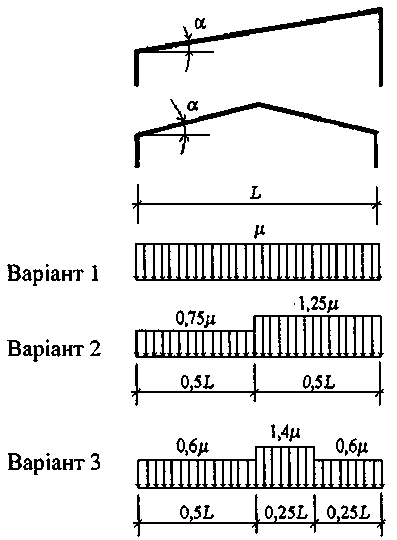 α
α
L
μ
Варіант 1
0,75μ 1,25μ
Варіант 2
0,5L 0,5L
0,6μ 1,4μ 0,6μ
Варіант 3
0,5L 0,25L 0,25L